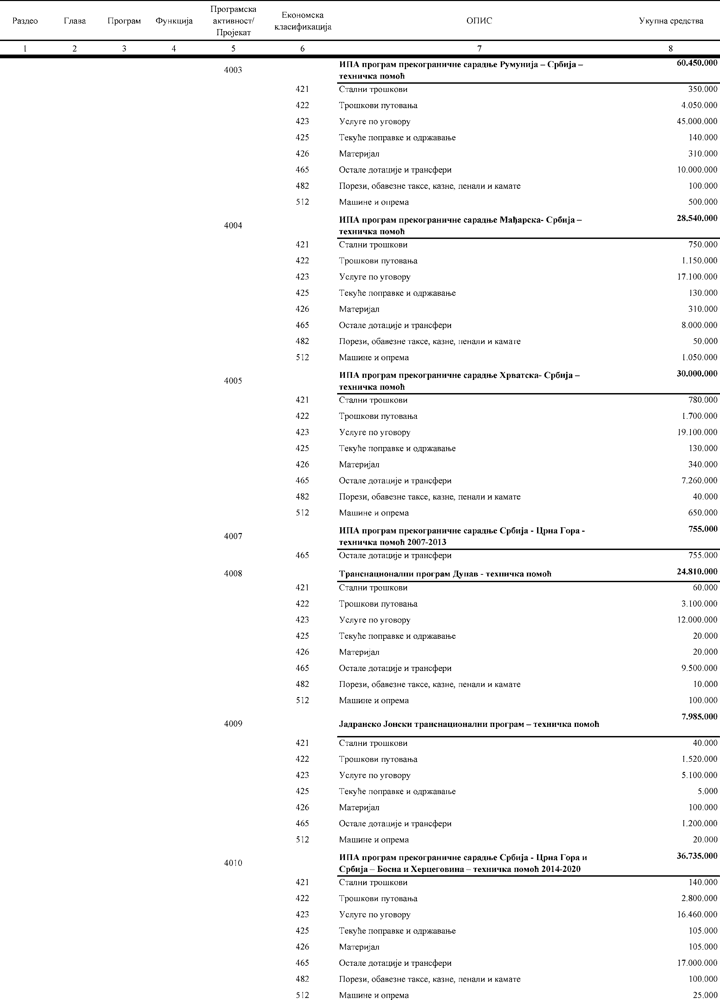 Раздео Глава Програм Функција Програмска активност/ Пројекат Економска класификација ОПИС Укупна средства
1 2 3 4 5 6 7 8
4003 ИПА програм прекограничне сарадње Румунија – Србија – 60.450.000
техничка помоћ
421 Стални трошкови 350.000
422 Трошкови путовања 4.050.000
423 Услуге по уговору 45.000.000
425 Текуће поправке и одржавање 140.000
426 Материјал 310.000
465 Остале дотације и трансфери 10.000.000
482 Порези, обавезне таксе, казне, пенали и камате 100.000
512 Машине и опрема 500.000
4004 ИПА програм прекограничне сарадње Мађарска- Србија – 28.540.000
техничка помоћ
421 Стални трошкови 750.000
422 Трошкови путовања 1.150.000
423 Услуге по уговору 17.100.000
425 Текуће поправке и одржавање 130.000
426 Материјал 310.000
465 Остале дотације и трансфери 8.000.000
482 Порези, обавезне таксе, казне, пенали и камате 50.000
512 Машине и опрема 1.050.000
4005 ИПА програм прекограничне сарадње Хрватска- Србија – 30.000.000
техничка помоћ
421 Стални трошкови 780.000
422 Трошкови путовања 1.700.000
423 Услуге по уговору 19.100.000
425 Текуће поправке и одржавање 130.000
426 Материјал 340.000
465 Остале дотације и трансфери 7.260.000
482 Порези, обавезне таксе, казне, пенали и камате 40.000
512 Машине и опрема 650.000
4007 ИПА програм прекограничне сарадње Србија - Црна Гора - 755.000
техничка помоћ 2007-2013
465 Остале дотације и трансфери 755.000
4008 Транснационални програм Дунав - техничка помоћ 24.810.000
421 Стални трошкови 60.000
422 Трошкови путовања 3.100.000
423 Услуге по уговору 12.000.000
425 Текуће поправке и одржавање 20.000
426 Материјал 20.000
465 Остале дотације и трансфери 9.500.000
482 Порези, обавезне таксе, казне, пенали и камате 10.000
512 Машине и опрема 100.000
4009 Јадранско Јонски транснационални програм – техничка помоћ 7.985.000
421 Стални трошкови 40.000
422 Трошкови путовања 1.520.000
423 Услуге по уговору 5.100.000
425 Текуће поправке и одржавање 5.000
426 Материјал 100.000
465 Остале дотације и трансфери 1.200.000
512 Машине и опрема 20.000
4010 ИПА програм прекограничне сарадње Србија - Црна Гора и 36.735.000
Србија – Босна и Херцеговина – техничка помоћ 2014-2020
421 Стални трошкови 140.000
422 Трошкови путовања 2.800.000
423 Услуге по уговору 16.460.000
425 Текуће поправке и одржавање 105.000
426 Материјал 105.000
465 Остале дотације и трансфери 17.000.000
482 Порези, обавезне таксе, казне, пенали и камате 100.000
512 Машине и опрема 25.000